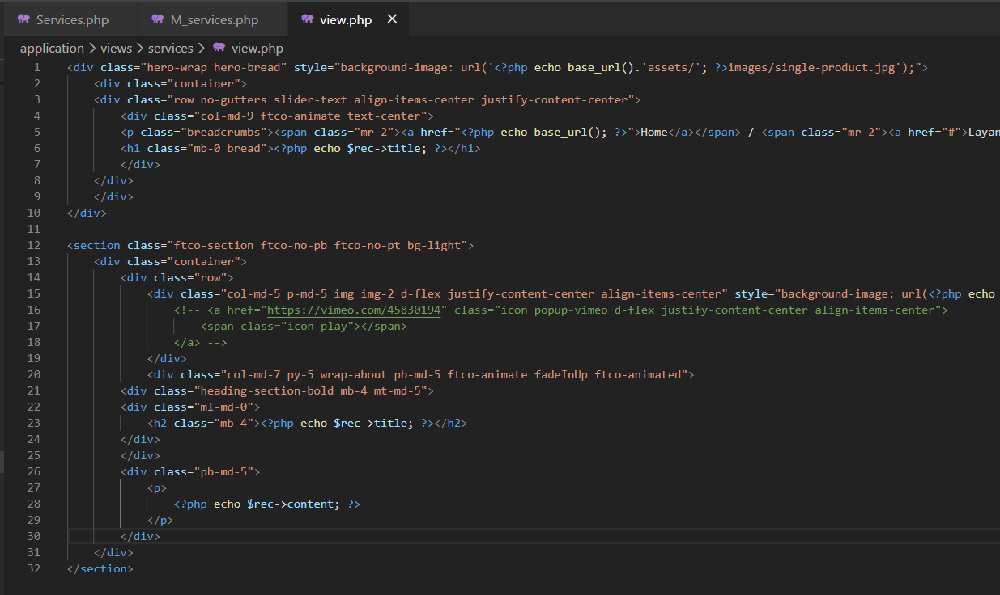 Services.php M_services.php view.php ✕
application > views > services > view.php
1 <div class="hero-wrap hero-bread" style="background-image: url('<?php echo base_url().'assets/'; ?>images/single-product.jpg');">
2 <div class="container">
3 <div class="row no-gutters slider-text align-items-center justify-content-center">
4 <div class="col-md-9 ftco-animate text-center">
5 <p class="breadcrumbs"><span class="mr-2"><a href="<?php echo base_url(); ?>">Home</a></span> / <span class="mr-2"><a href="#">Layan
6 <h1 class="mb-0 bread"><?php echo $rec->title; ?></h1>
7 </div>
8 </div>
9 </div>
10 </div>
11
12 <section class="ftco-section ftco-no-pb ftco-no-pt bg-light">
13 <div class="container">
14 <div class="row">
15 <div class="col-md-5 p-md-5 img img-2 d-flex justify-content-center align-items-center" style="background-image: url(<?php echo
16 <!-- <a href="https://vimeo.com/45830194" class="icon popup-vimeo d-flex justify-content-center align-items-center">
17 <span class="icon-play"></span>
18 </a> -->
19 </div>
20 <div class="col-md-7 py-5 wrap-about pb-md-5 ftco-animate fadeInUp ftco-animated">
21 <div class="heading-section-bold mb-4 mt-md-5">
22 <div class="ml-md-0">
23 <h2 class="mb-4"><?php echo $rec->title; ?></h2>
24 </div>
25 </div>
26 <div class="pb-md-5">
27 <p>
28 <?php echo $rec->content; ?>
29 </p>
30 </div>
31 </div>
32 </section>